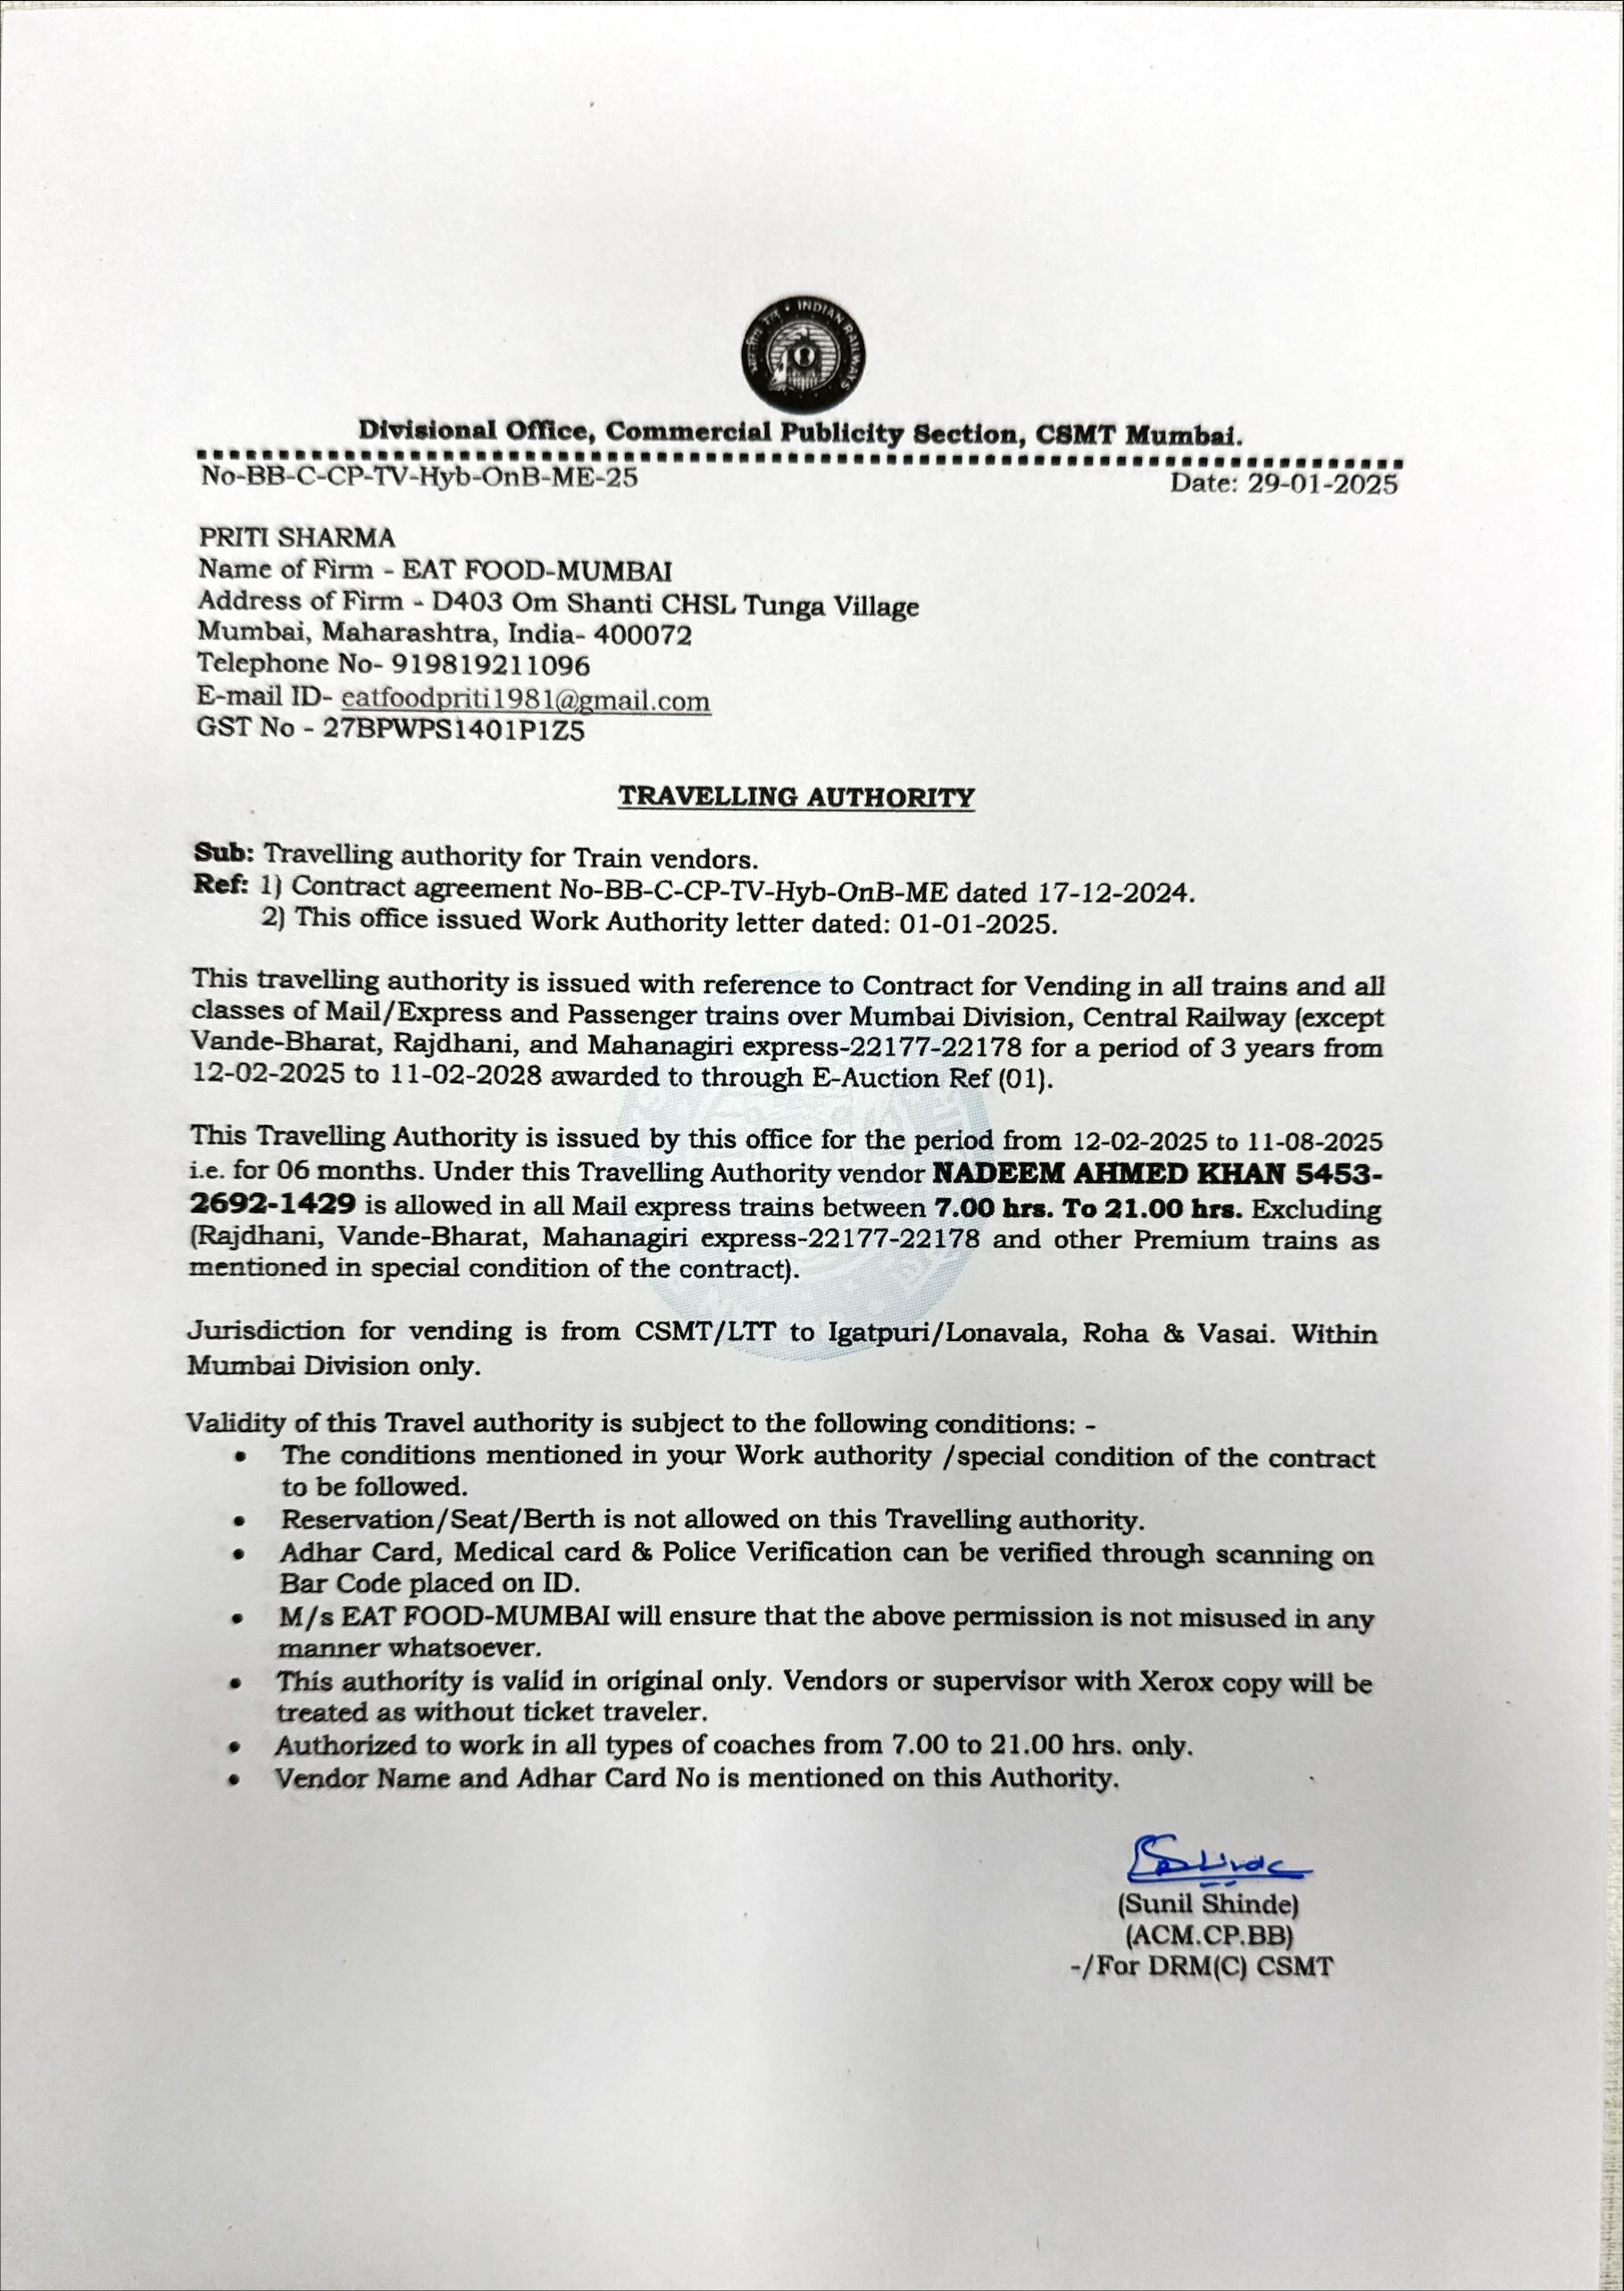 भारतीय रेल • INDIAN RAILWAYS
Divisional Office, Commercial Publicity Section, CSMT Mumbai.
No-BB-C-CP-TV-Hyb-OnB-ME-25 Date: 29-01-2025
PRITI SHARMA
Name of Firm - EAT FOOD-MUMBAI
Address of Firm - D403 Om Shanti CHSL Tunga Village
Mumbai, Maharashtra, India- 400072
Telephone No- 919819211096
E-mail ID- eatfoodpriti1981@gmail.com
GST No - 27BPWPS1401P1Z5
TRAVELLING AUTHORITY
Sub: Travelling authority for Train vendors.
Ref: 1) Contract agreement No-BB-C-CP-TV-Hyb-OnB-ME dated 17-12-2024.
2) This office issued Work Authority letter dated: 01-01-2025.
This travelling authority is issued with reference to Contract for Vending in all trains and all
classes of Mail/Express and Passenger trains over Mumbai Division, Central Railway (except
Vande-Bharat, Rajdhani, and Mahanagiri express-22177-22178 for a period of 3 years from
12-02-2025 to 11-02-2028 awarded to through E-Auction Ref (01).
This Travelling Authority is issued by this office for the period from 12-02-2025 to 11-08-2025
i.e. for 06 months. Under this Travelling Authority vendor NADEEM AHMED KHAN 5453-
2692-1429 is allowed in all Mail express trains between 7.00 hrs. To 21.00 hrs. Excluding
(Rajdhani, Vande-Bharat, Mahanagiri express-22177-22178 and other Premium trains as
mentioned in special condition of the contract).
Jurisdiction for vending is from CSMT/LTT to Igatpuri/Lonavala, Roha & Vasai. Within
Mumbai Division only.
Validity of this Travel authority is subject to the following conditions: -
• The conditions mentioned in your Work authority /special condition of the contract
to be followed.
• Reservation/Seat/Berth is not allowed on this Travelling authority.
• Adhar Card, Medical card & Police Verification can be verified through scanning on
Bar Code placed on ID.
• M/s EAT FOOD-MUMBAI will ensure that the above permission is not misused in any
manner whatsoever.
• This authority is valid in original only. Vendors or supervisor with Xerox copy will be
treated as without ticket traveler.
• Authorized to work in all types of coaches from 7.00 to 21.00 hrs. only.
• Vendor Name and Adhar Card No is mentioned on this Authority.
(Sunil Shinde)
(ACM.CP.BB)
-/For DRM(C) CSMT